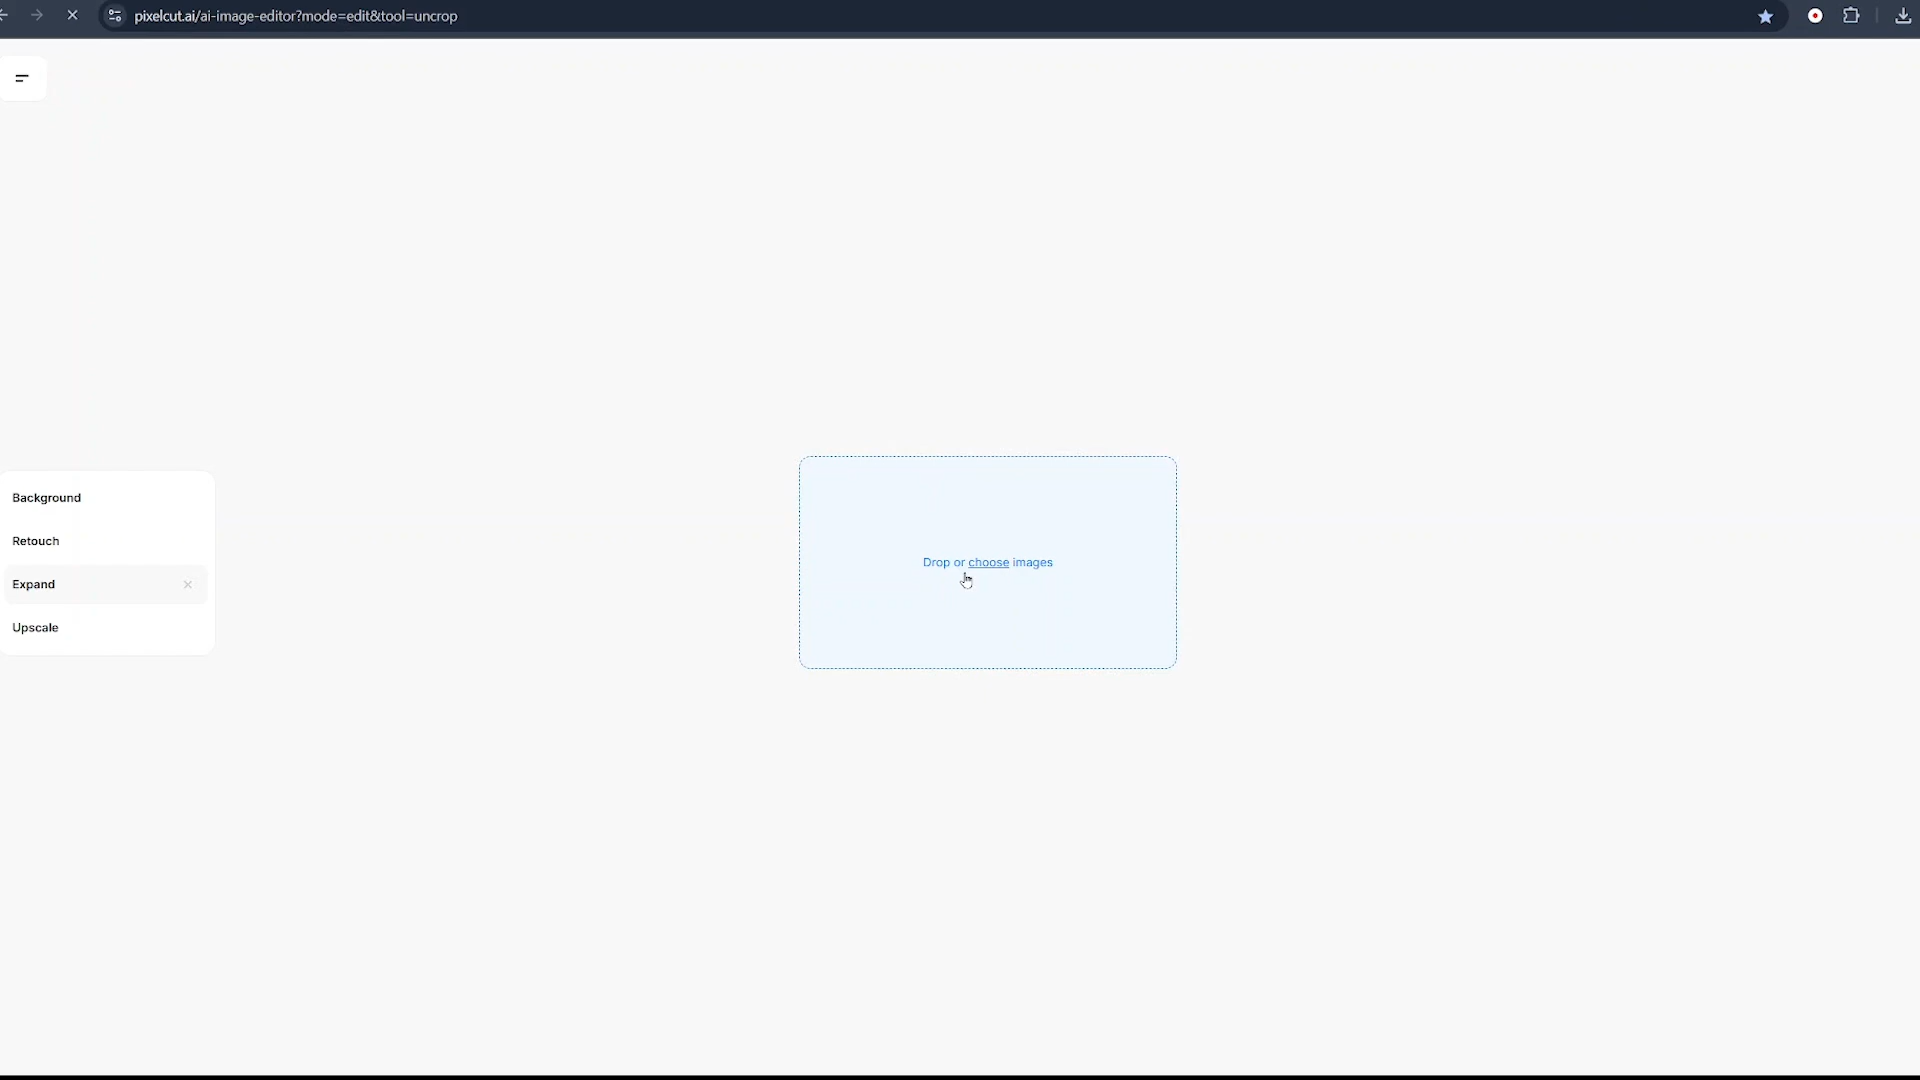 pixelcut.ai/ai-image-editor?mode=edit&tool=uncrop
Background
Retouch
Expand
Upscale
Drop or choose images